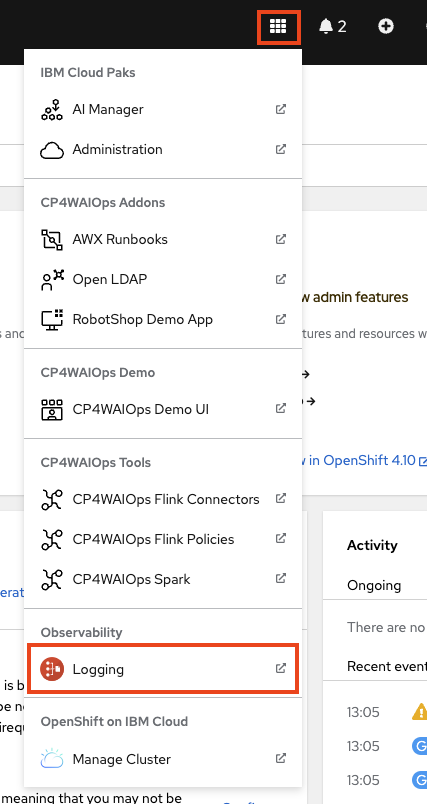 2
IBM Cloud Paks
AI Manager
Administration
CP4WAIOps Addons
AWX Runbooks
Open LDAP
RobotShop Demo App
CP4WAIOps Demo
CP4WAIOps Demo UI
CP4WAIOps Tools
CP4WAIOps Flink Connectors
CP4WAIOps Flink Policies
CP4WAIOps Spark
Observability
Logging
OpenShift on IBM Cloud
Manage Cluster
w admin features
s and
tures and resources w
in OpenShift 4.10
Activity
Ongoing
There are no
Recent event
13:05
13:05 G
13:05 G
erat
is b
be n
meaning that you may not be